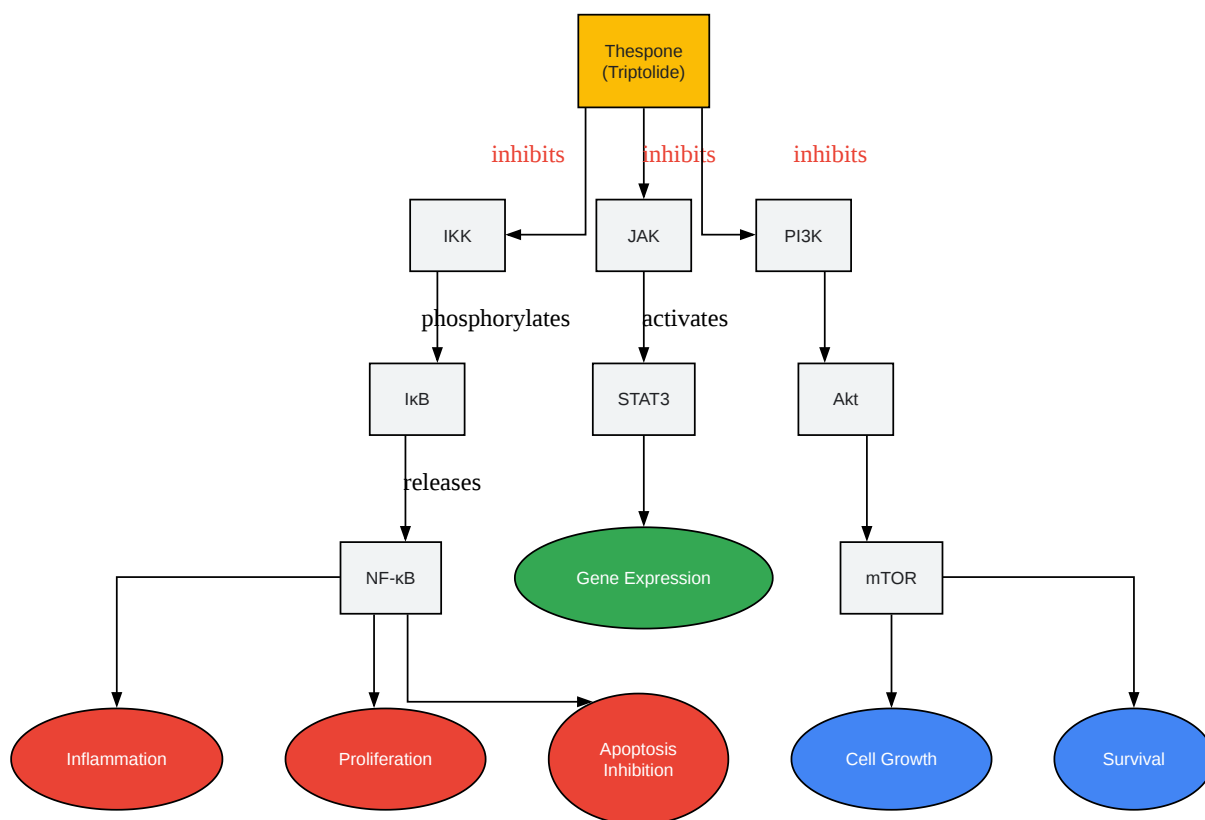 Thespone
(Triptolide)
inhibits
inhibits
inhibits
IKK
JAK
PI3K
phosphorylates
activates
IκB
STAT3
Akt
releases
NF-κB
Gene Expression
mTOR
Inflammation
Proliferation
Apoptosis
Inhibition
Cell Growth
Survival